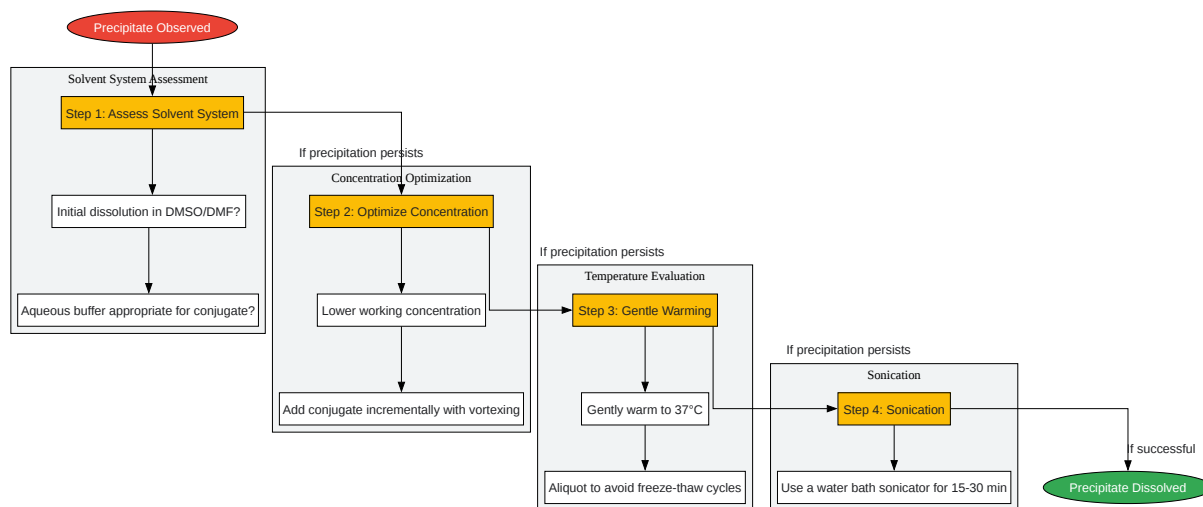 Precipitate Observed
Solvent System Assessment
Step 1: Assess Solvent System
Initial dissolution in DMSO/DMF?
Aqueous buffer appropriate for conjugate?
If precipitation persists
Concentration Optimization
Step 2: Optimize Concentration
Lower working concentration
Add conjugate incrementally with vortexing
If precipitation persists
Temperature Evaluation
Step 3: Gentle Warming
Gently warm to 37°C
Aliquot to avoid freeze-thaw cycles
If precipitation persists
Sonication
Step 4: Sonication
Use a water bath sonicator for 15-30 min
If successful
Precipitate Dissolved